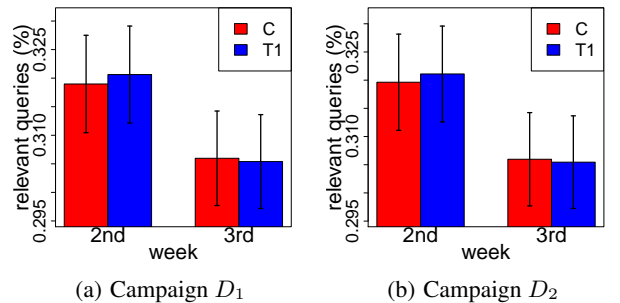 relevant queries (%)
0.295 0.310 0.325
C
T1
2nd 3rd
week
(a) Campaign D₁
relevant queries (%)
0.295 0.310 0.325
C
T1
2nd 3rd
week
(b) Campaign D₂